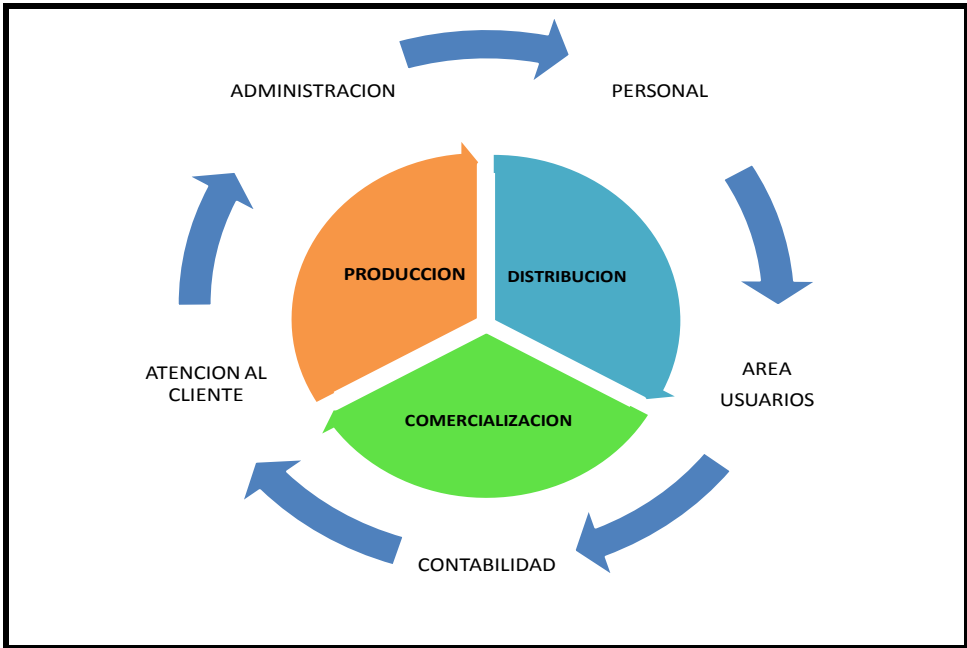 ADMINISTRACION
PERSONAL
PRODUCCION
DISTRIBUCION
ATENCION AL
CLIENTE
AREA
USUARIOS
COMERCIALIZACION
CONTABILIDAD